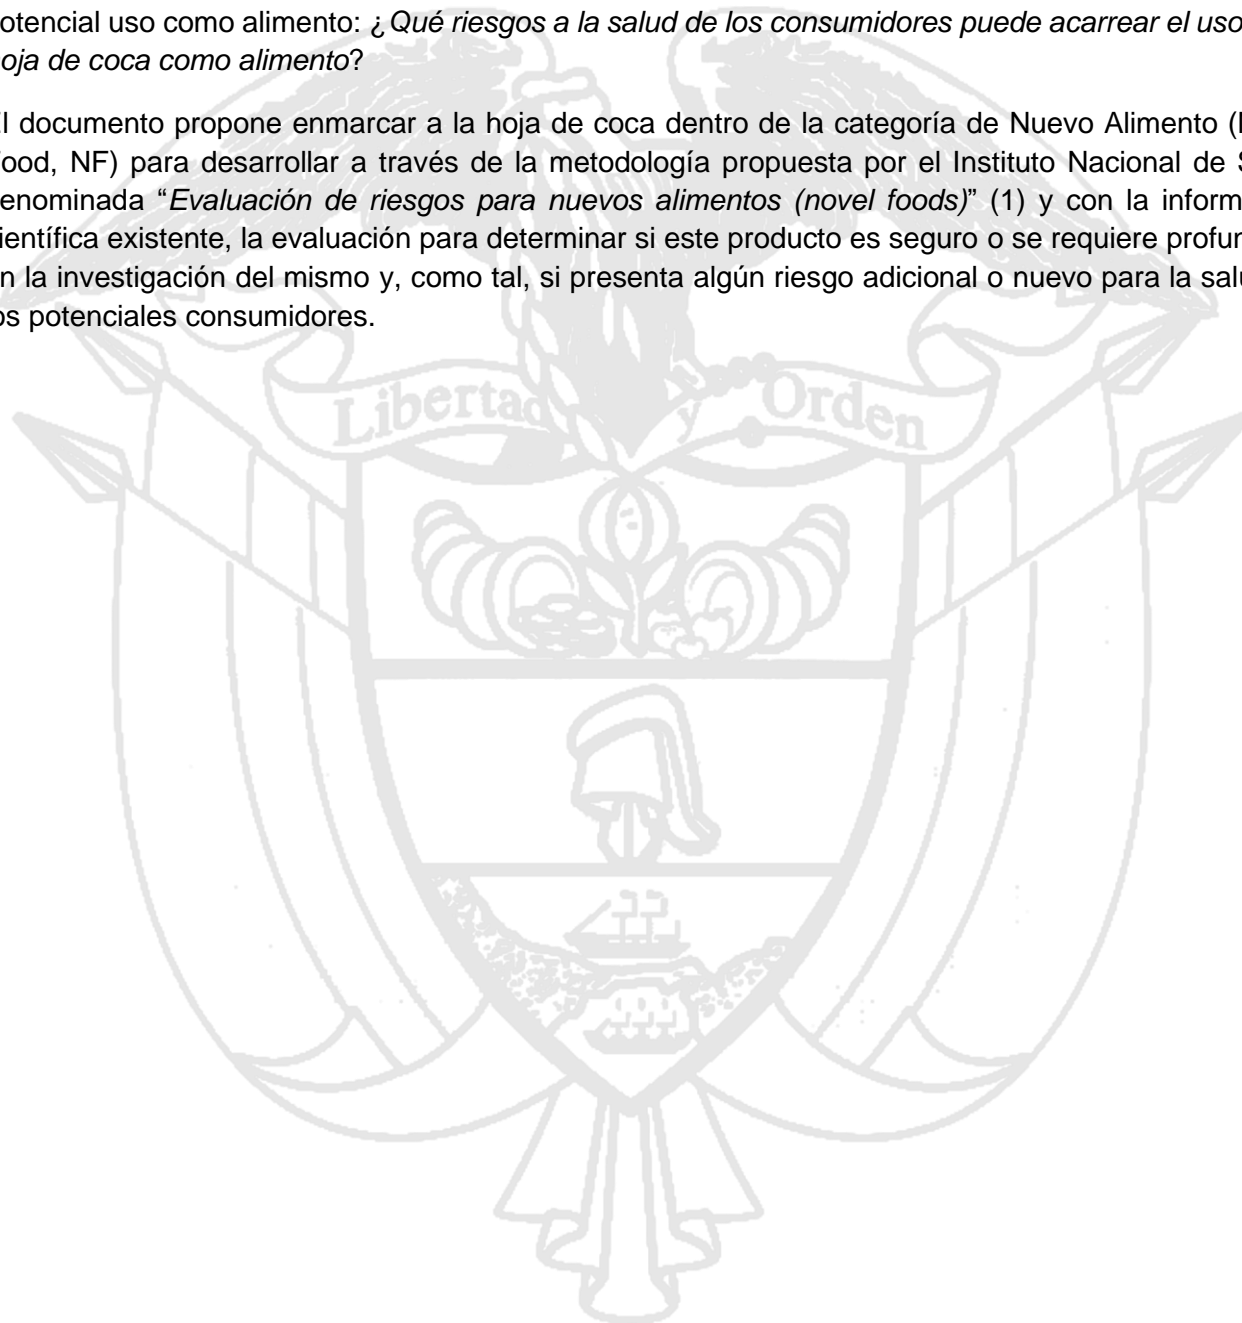 otencial uso como alimento: ¿Qué riesgos a la salud de los consumidores puede acarrear el uso
oja de coca como alimento?
l documento propone enmarcar a la hoja de coca dentro de la categoría de Nuevo Alimento (
ood, NF) para desarrollar a través de la metodología propuesta por el Instituto Nacional de S
enominada “Evaluación de riesgos para nuevos alimentos (novel foods)” (1) y con la inform
ientífica existente, la evaluación para determinar si este producto es seguro o se requiere profun
n la investigación del mismo y, como tal, si presenta algún riesgo adicional o nuevo para la salu
os potenciales consumidores.
Libertad y Orden